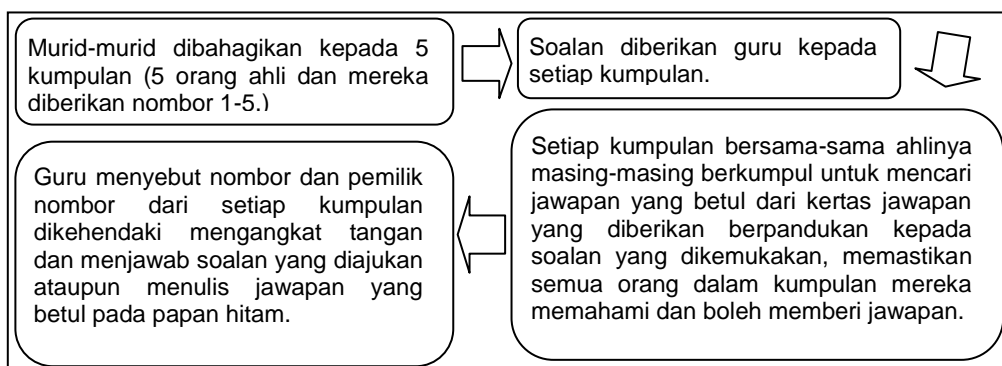 Murid-murid dibahagikan kepada 5
kumpulan (5 orang ahli dan mereka
diberikan nombor 1-5.)
Soalan diberikan guru kepada
setiap kumpulan.
Setiap kumpulan bersama-sama ahlinya
masing-masing berkumpul untuk mencari
jawapan yang betul dari kertas jawapan
yang diberikan berpandukan kepada
soalan yang dikemukakan, memastikan
semua orang dalam kumpulan mereka
memahami dan boleh memberi jawapan.
Guru menyebut nombor dan pemilik
nombor dari setiap kumpulan
dikehendaki mengangkat tangan
dan menjawab soalan yang diajukan
ataupun menulis jawapan yang
betul pada papan hitam.